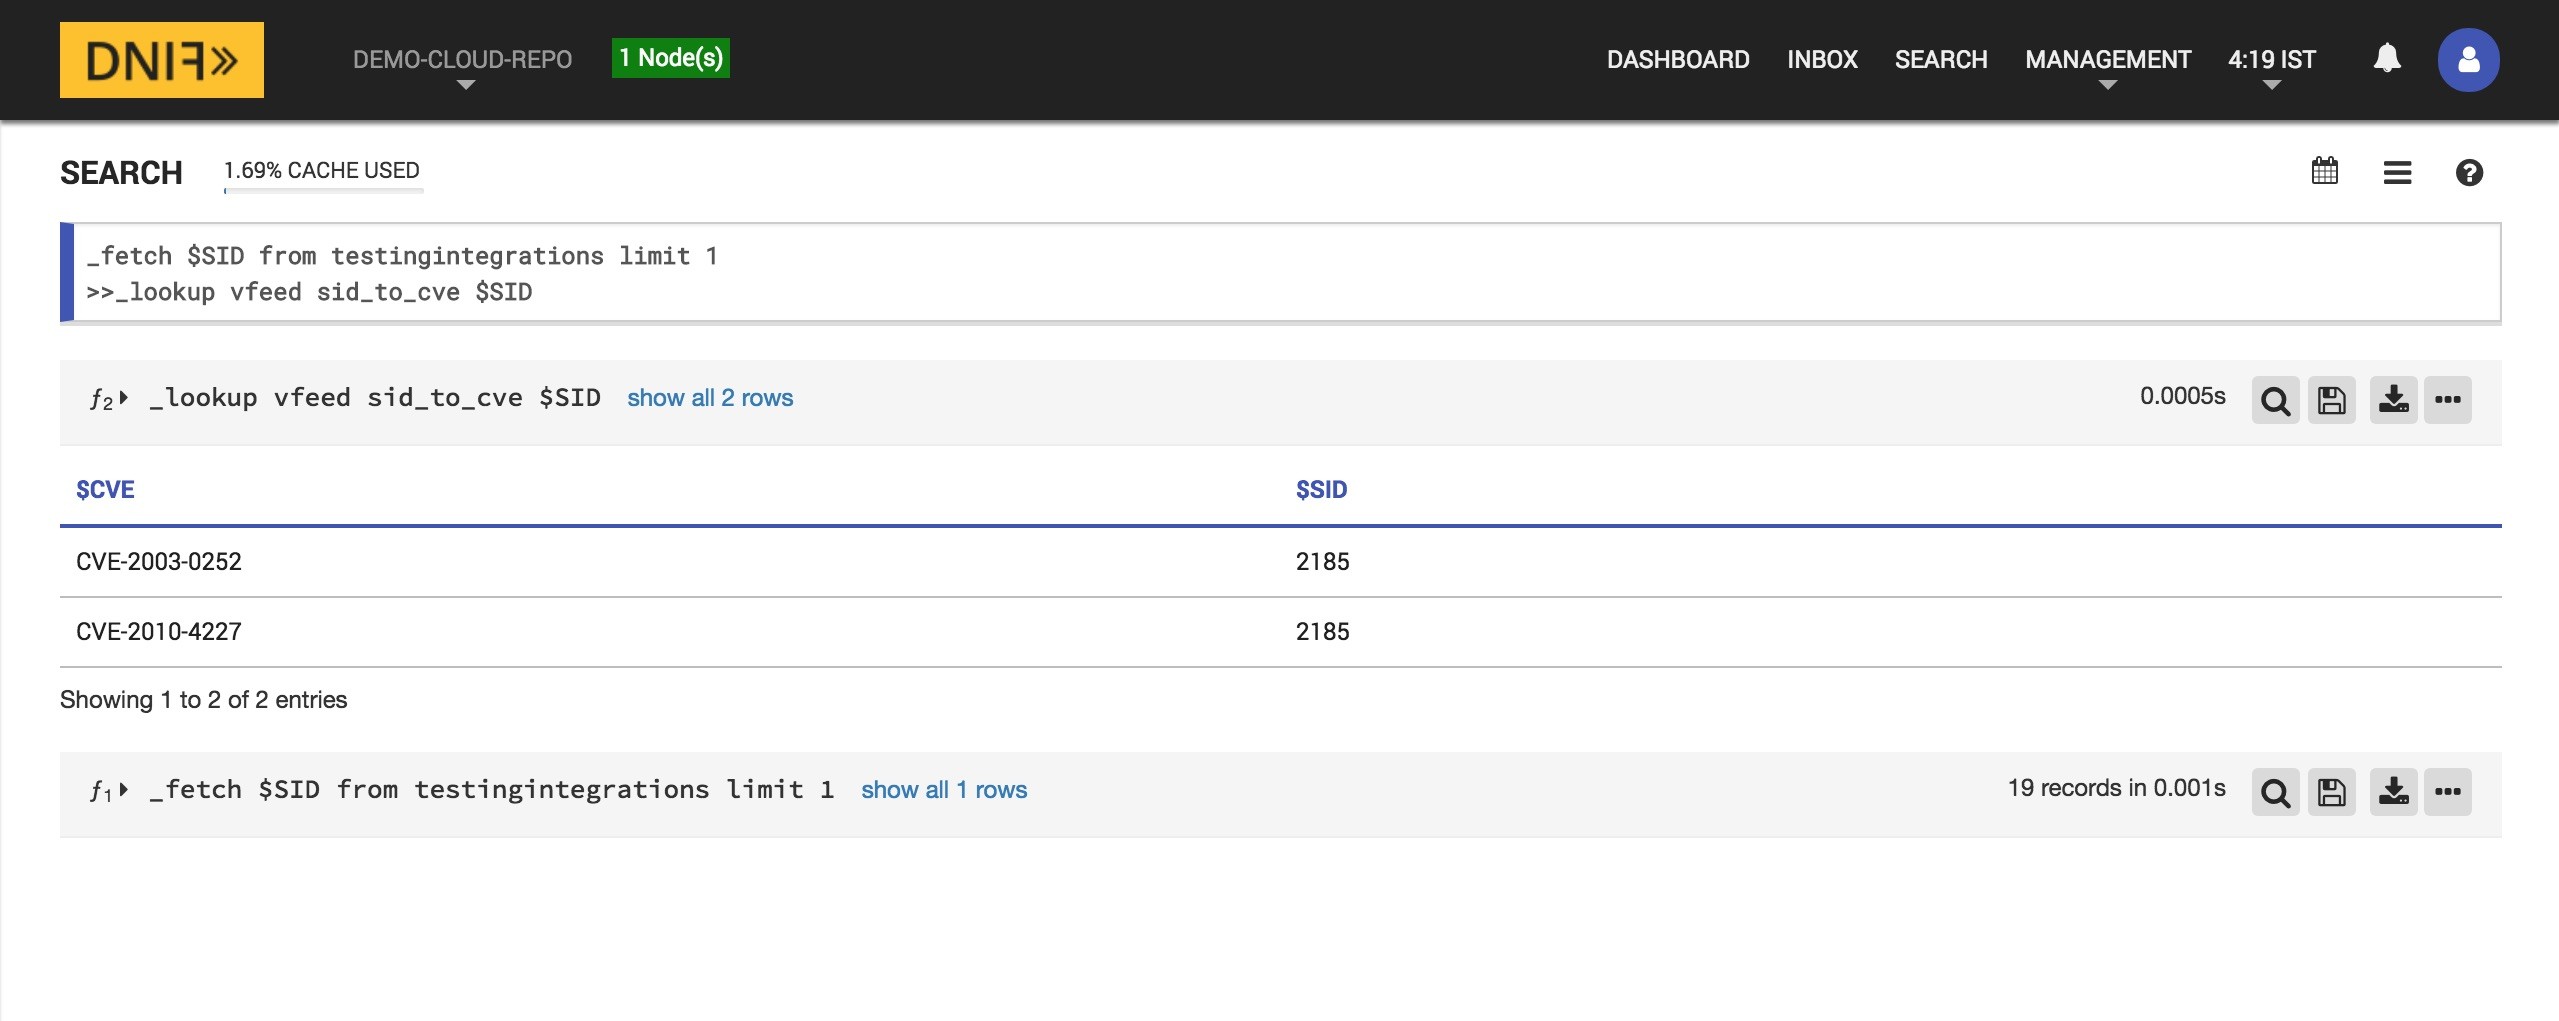 DNIF»
DEMO-CLOUD-REPO
1 Node(s)
DASHBOARD
INBOX
SEARCH
MANAGEMENT
4:19 IST
SEARCH
1.69% CACHE USED
_fetch $SID from testingintegrations limit 1
>>_lookup vfeed sid_to_cve $SID
f2 _lookup vfeed sid_to_cve $SID show all 2 rows
0.0005s
$CVE $SID
CVE-2003-0252 2185
CVE-2010-4227 2185
Showing 1 to 2 of 2 entries
f1 _fetch $SID from testingintegrations limit 1 show all 1 rows
19 records in 0.001s